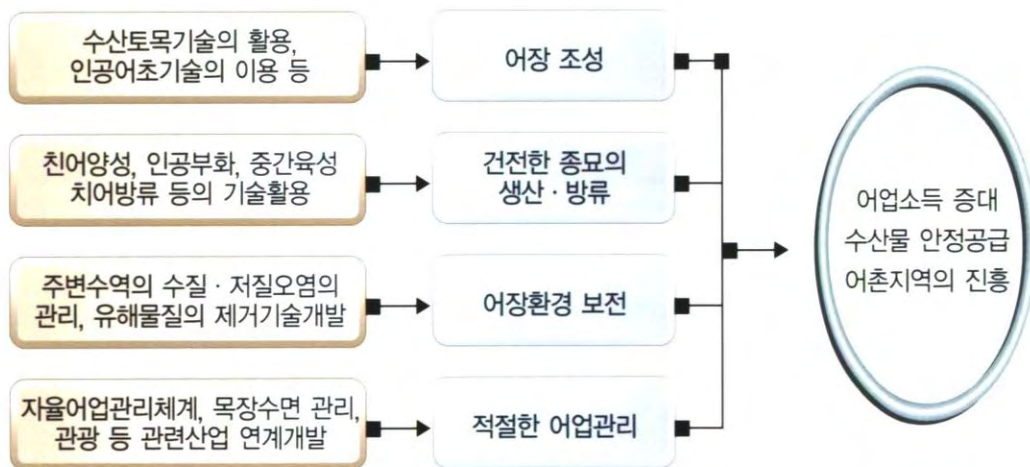 수산토목기술의 활용,
인공어초기술의 이용 등
어장 조성
친어양성, 인공부화, 중간육성
치어방류 등의 기술활용
건전한 종묘의
생산 · 방류
주변수역의 수질 · 저질오염의
관리, 유해물질의 제거기술개발
어장환경 보전
자율어업관리체계, 목장수면 관리,
관광 등 관련산업 연계개발
적절한 어업관리
어업소득 증대
수산물 안정공급
어촌지역의 진흥